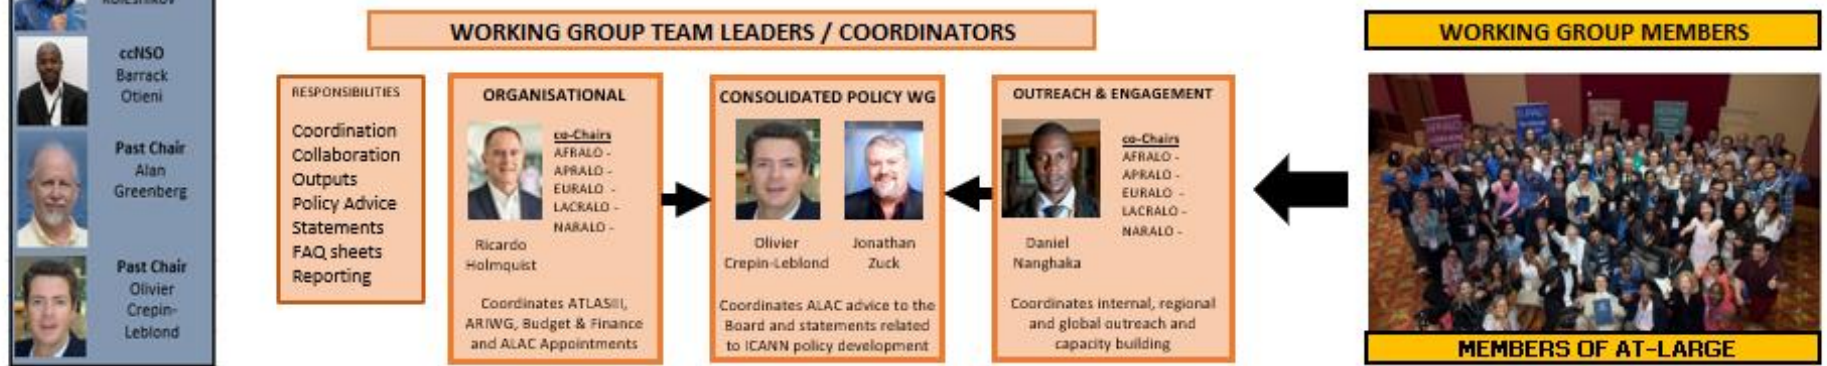 ccNSO
Barrack
Otieni
Past Chair
Alan
Greenberg
Past Chair
Olivier
Crepin-
Leblond
WORKING GROUP TEAM LEADERS / COORDINATORS
RESPONSIBILITIES
Coordination
Collaboration
Outputs
Policy Advice
Statements
FAQ sheets
Reporting
ORGANISATIONAL
co-Chairs
AFRALO -
APRALO -
EURALO -
LACRALO -
NARALO -
Ricardo
Holmquist
Coordinates ATLASIII,
ARIWG, Budget & Finance
and ALAC Appointments
CONSOLIDATED POLICY WG
Olivier
Crepin-Leblond
Jonathan
Zuck
Coordinates ALAC advice to the
Board and statements related
to ICANN policy development
OUTREACH & ENGAGEMENT
co-Chairs
AFRALO -
APRALO -
EURALO -
LACRALO -
NARALO -
Daniel
Nanghaka
Coordinates internal, regional
and global outreach and
capacity building
WORKING GROUP MEMBERS
MEMBERS OF AT-LARGE